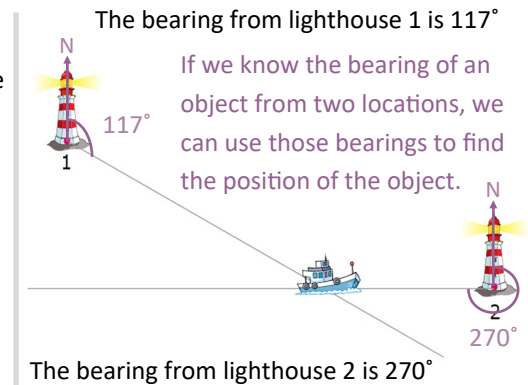 The bearing from lighthouse 1 is 117°
N
If we know the bearing of an
object from two locations, we
can use those bearings to find
the position of the object.
117°
1
N
2
270°
The bearing from lighthouse 2 is 270°
e